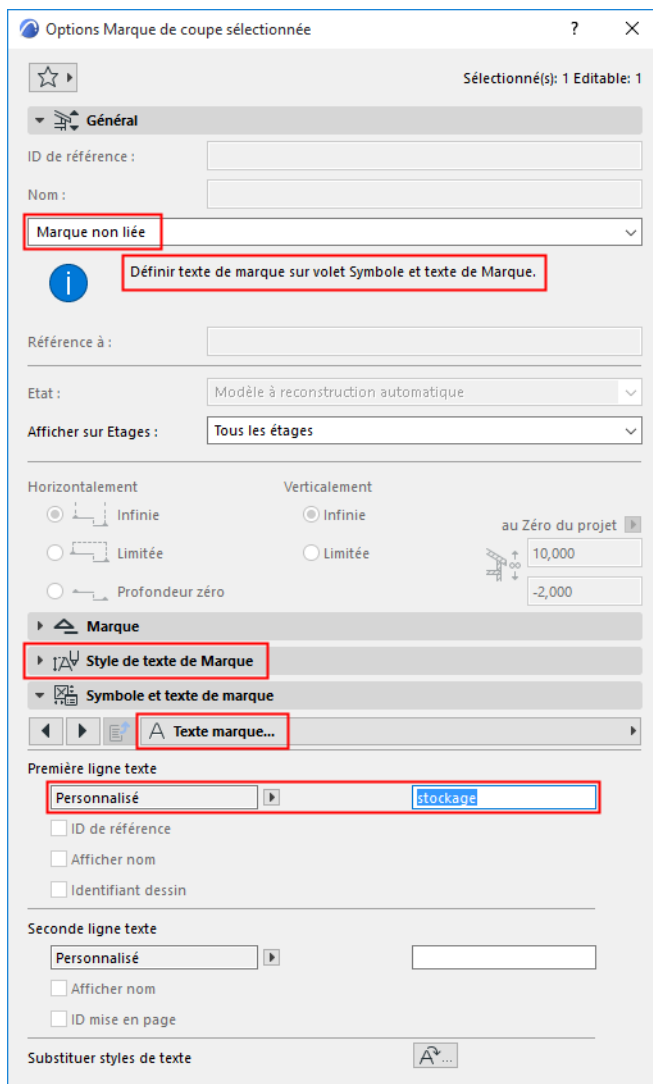 Options Marque de coupe sélectionnée ? ×
Sélectionné(s): 1 Editable: 1
Général
ID de référence :
Nom :
Marque non liée
Définir texte de marque sur volet Symbole et texte de Marque.
Référence à :
Etat : Modèle à reconstruction automatique
Afficher sur Etages : Tous les étages
Horizontalement Verticalement
Infinie Infinie au Zéro du projet
Limitée Limitée 10,000
Profondeur zéro -2,000
Marque
Style de texte de Marque
Symbole et texte de marque
Texte marque...
Première ligne texte
Personnalisé stockage
ID de référence
Afficher nom
Identifiant dessin
Seconde ligne texte
Personnalisé
Afficher nom
ID mise en page
Substituer styles de texte A...